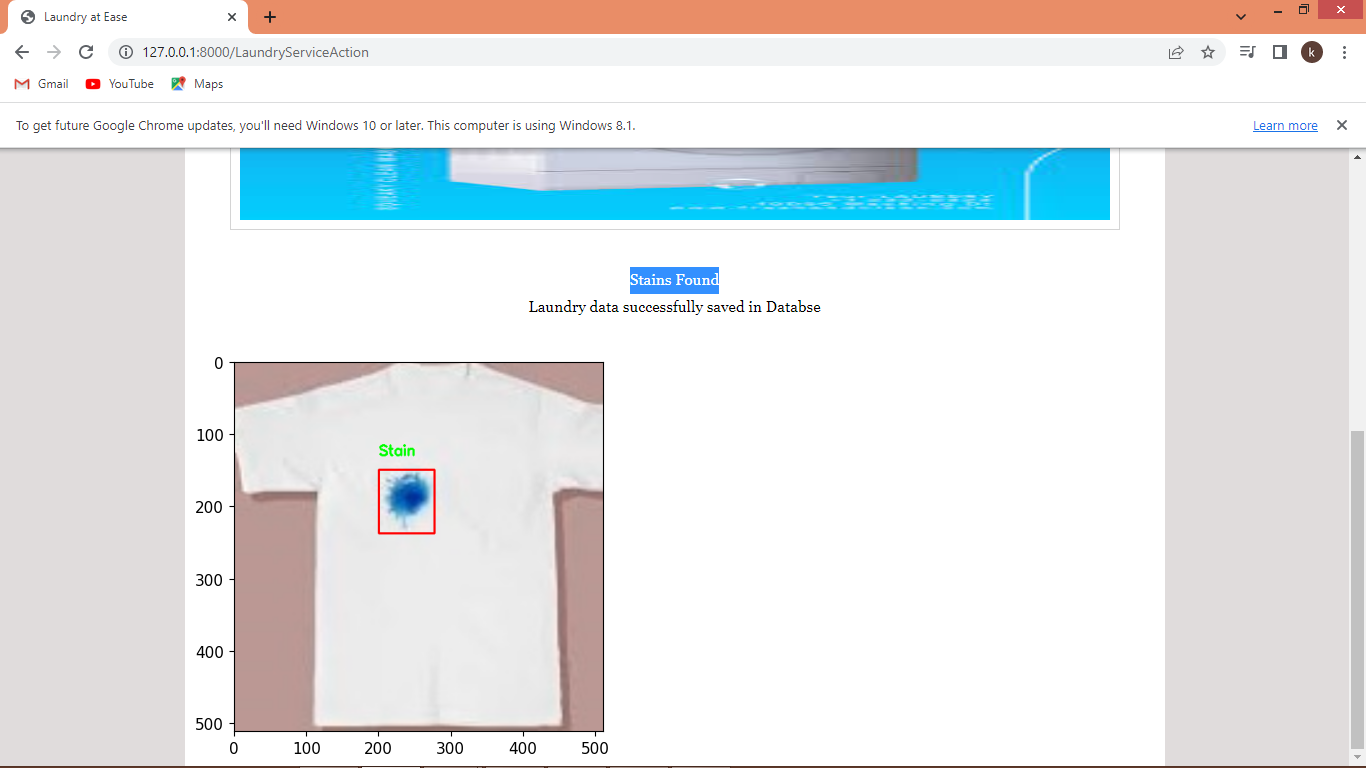 Laundry at Ease
127.0.0.1:8000/LaundryServiceAction
k
Gmail YouTube Maps
To get future Google Chrome updates, you'll need Windows 10 or later. This computer is using Windows 8.1. Learn more
Stains Found
Laundry data successfully saved in Databse
0
100
Stain
200
300
400
500
0 100 200 300 400 500